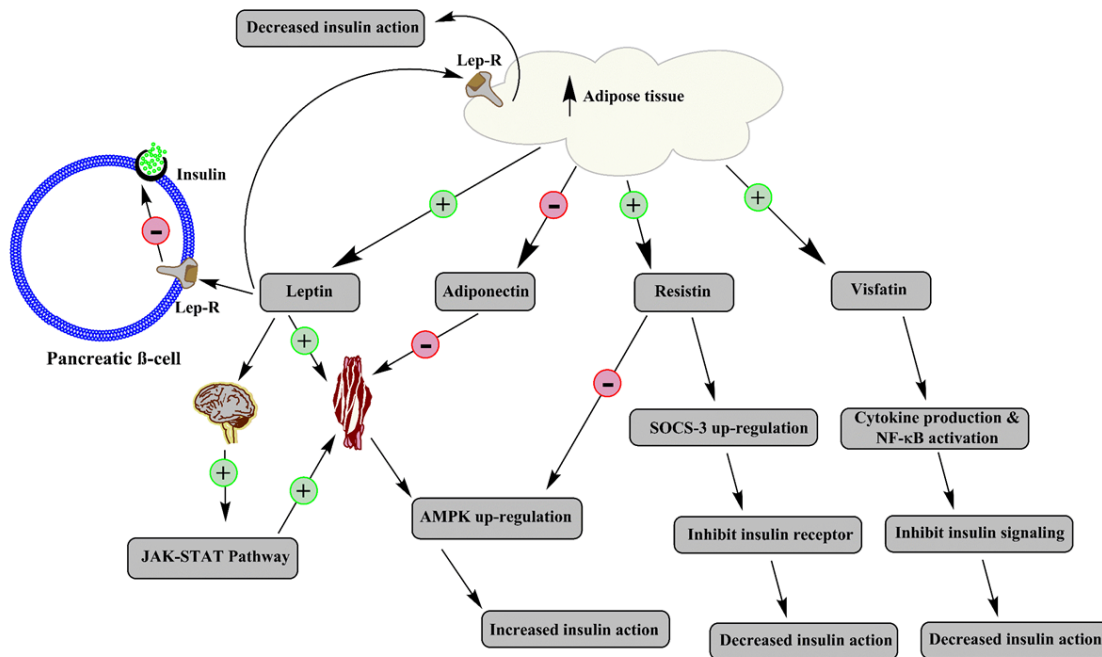 Decreased insulin action
Lep-R
Adipose tissue
Insulin
+
-
+
+
-
Leptin
Adiponectin
Resistin
Visfatin
Lep-R
Pancreatic ß-cell
+
-
-
SOCS-3 up-regulation
Cytokine production &
NF-κB activation
+
+
AMPK up-regulation
Inhibit insulin receptor
Inhibit insulin signaling
JAK-STAT Pathway
Increased insulin action
Decreased insulin action
Decreased insulin action